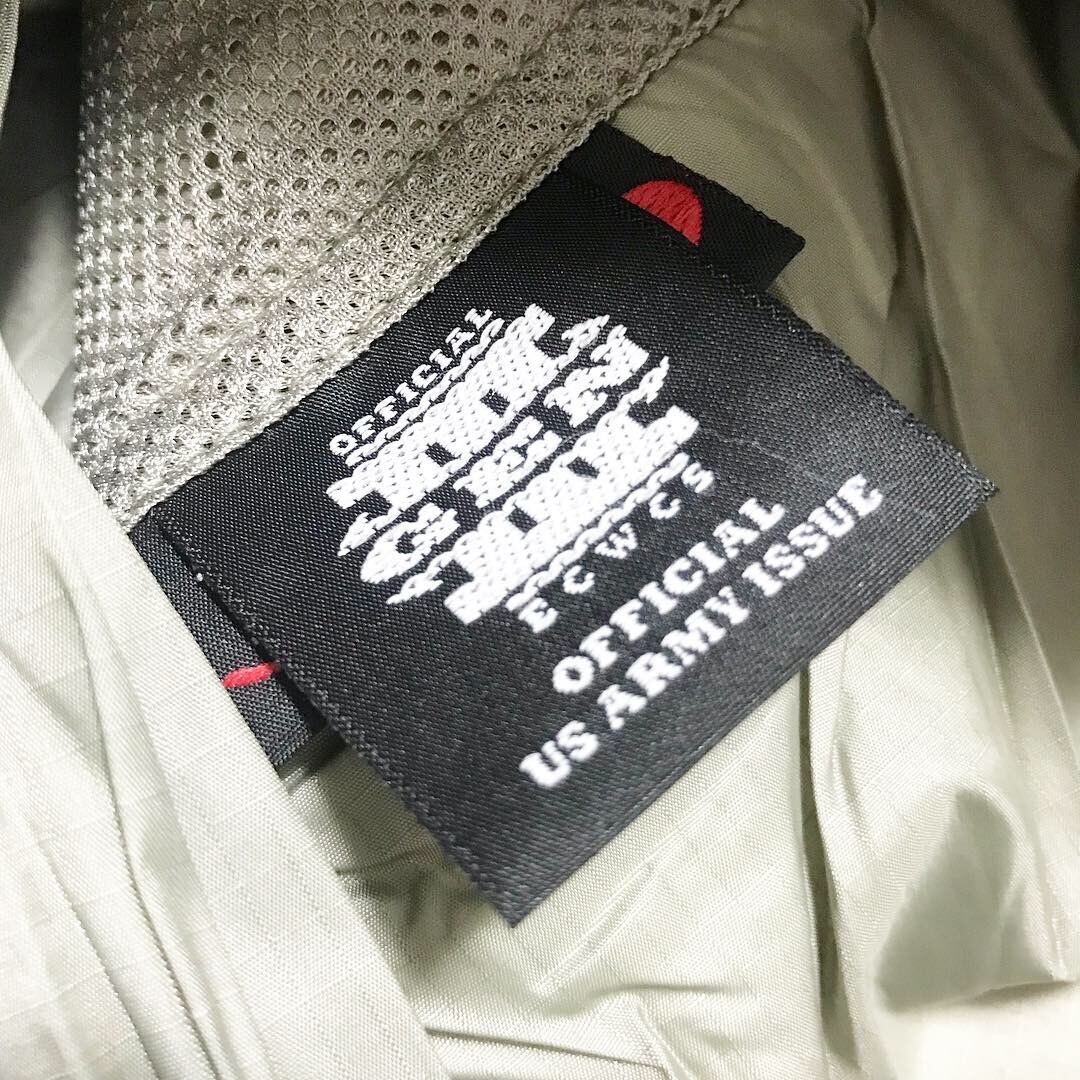 OFFICIAL
GEN
ECWCS
OFFICIAL
US ARMY ISSUE